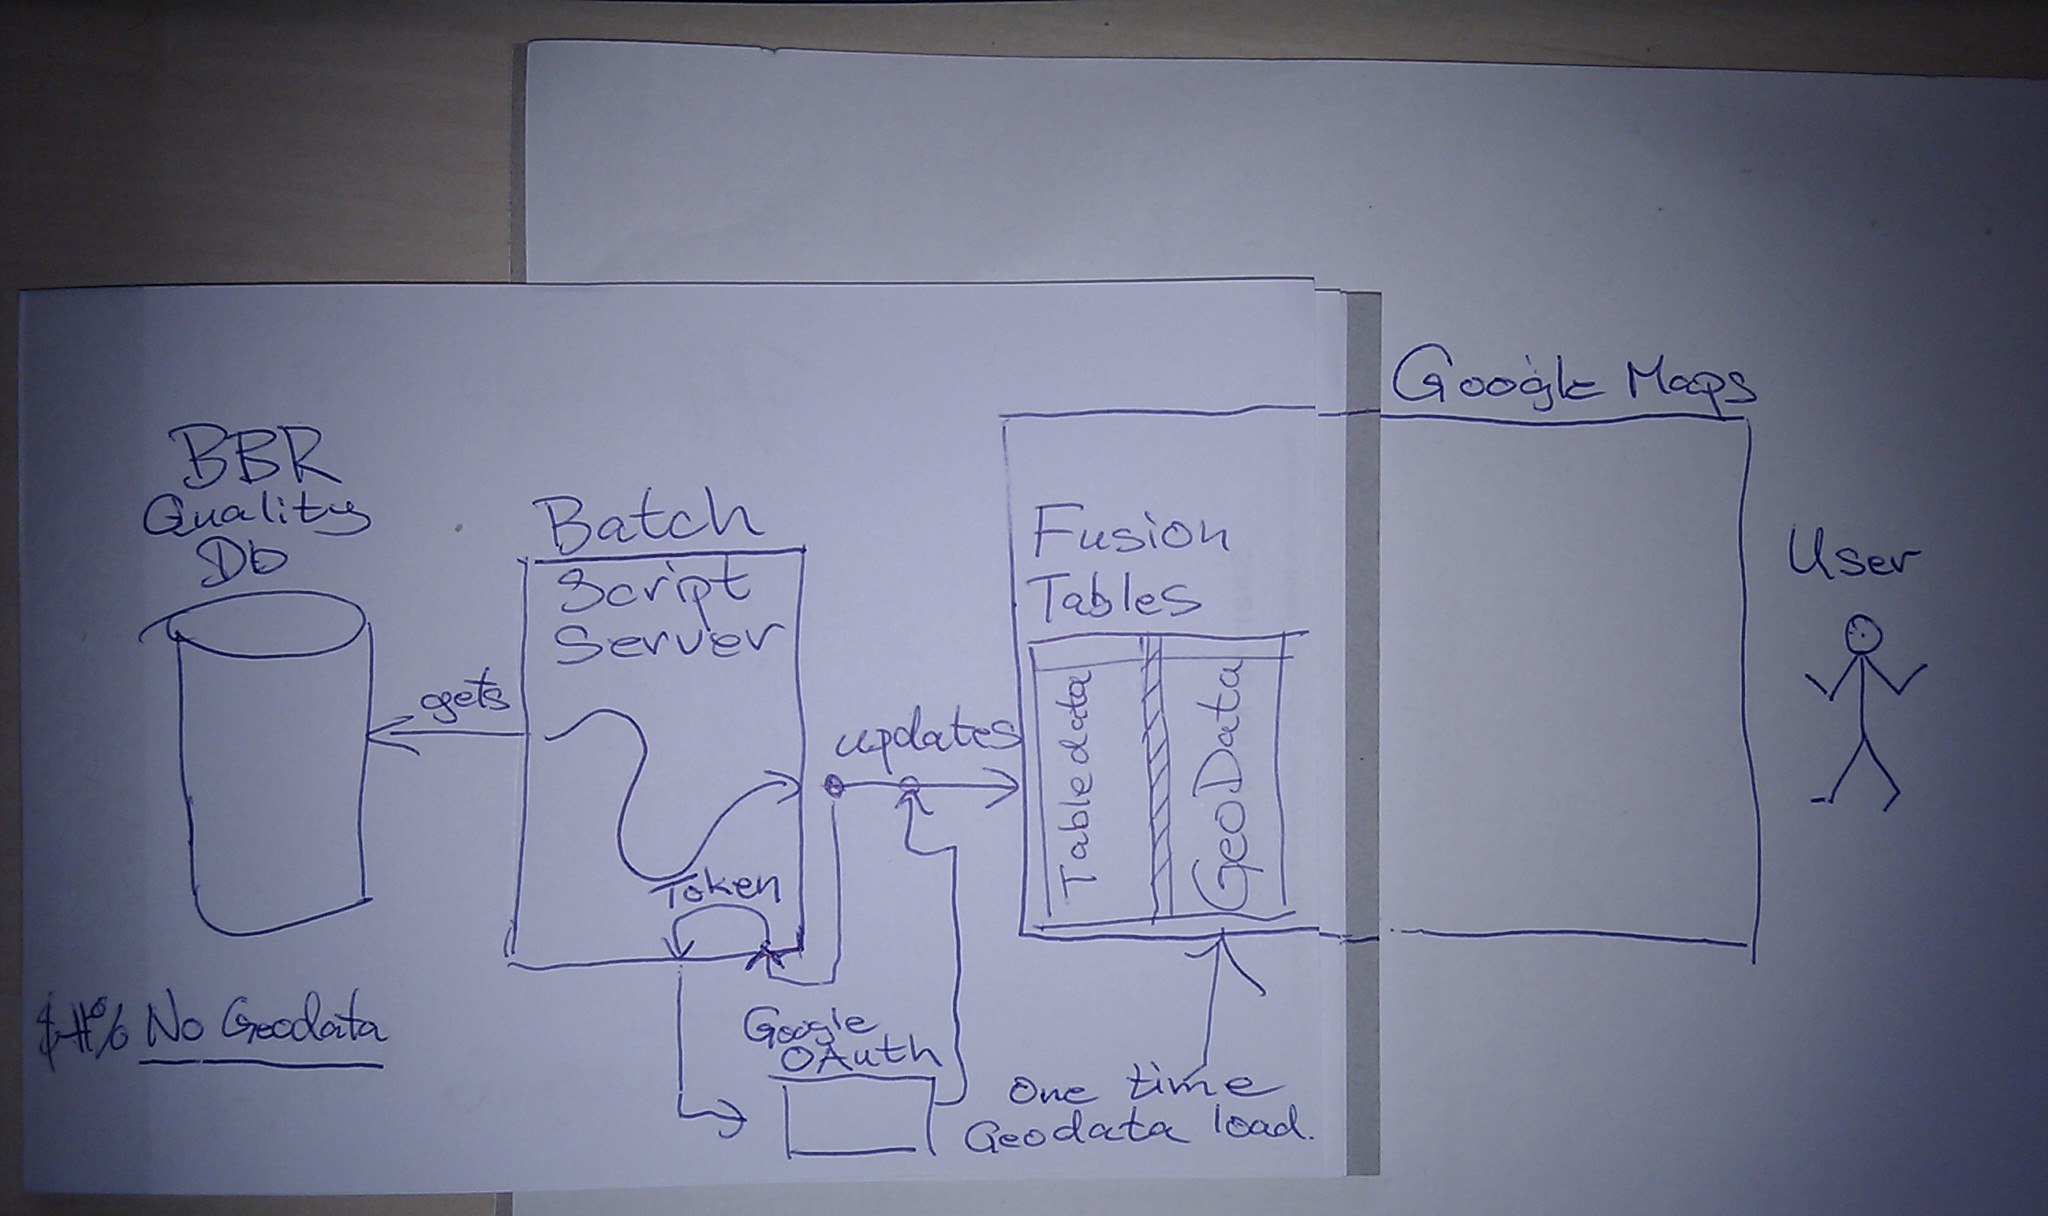 Google Maps
BBR
Quality
Db
Batch
Script
Server
gets
updates
Token
Fusion
Tables
Tabledata
GeoData
User
$#% No Geodata
Google
OAuth
One time
Geodata load.